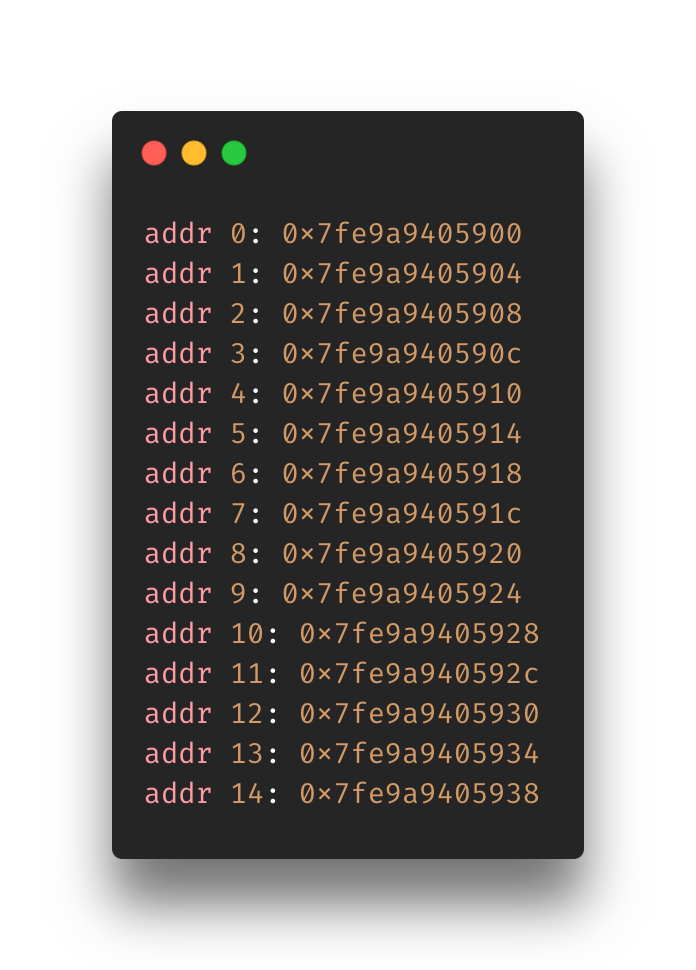 addr 0: 0x7fe9a9405900
addr 1: 0x7fe9a9405904
addr 2: 0x7fe9a9405908
addr 3: 0x7fe9a940590c
addr 4: 0x7fe9a9405910
addr 5: 0x7fe9a9405914
addr 6: 0x7fe9a9405918
addr 7: 0x7fe9a940591c
addr 8: 0x7fe9a9405920
addr 9: 0x7fe9a9405924
addr 10: 0x7fe9a9405928
addr 11: 0x7fe9a940592c
addr 12: 0x7fe9a9405930
addr 13: 0x7fe9a9405934
addr 14: 0x7fe9a9405938